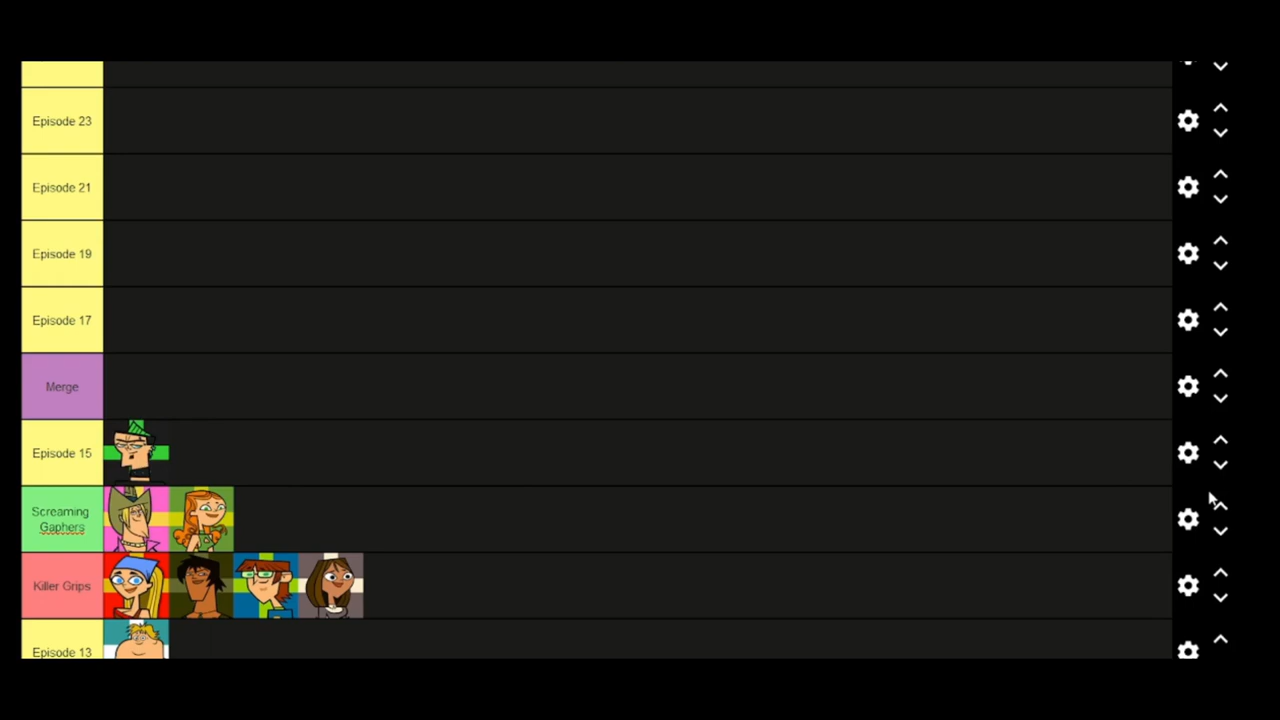 Episode 23
Episode 21
Episode 19
Episode 17
Merge
Episode 15
Screaming
Gaphers
Killer Grips
Episode 13